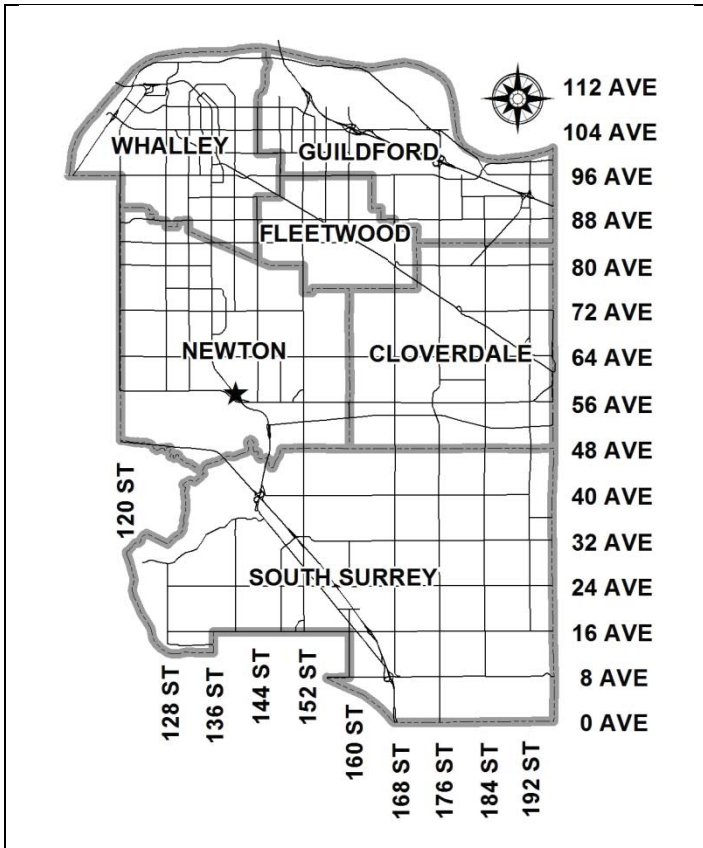 112 AVE
104 AVE
WHALLEY
GUILDFORD
96 AVE
88 AVE
FLEETWOOD
80 AVE
72 AVE
NEWTON
CLOVERDALE
64 AVE
56 AVE
48 AVE
120 ST
40 AVE
32 AVE
SOUTH SURREY
24 AVE
16 AVE
8 AVE
0 AVE
128 ST
136 ST
144 ST
152 ST
160 ST
168 ST
176 ST
184 ST
192 ST